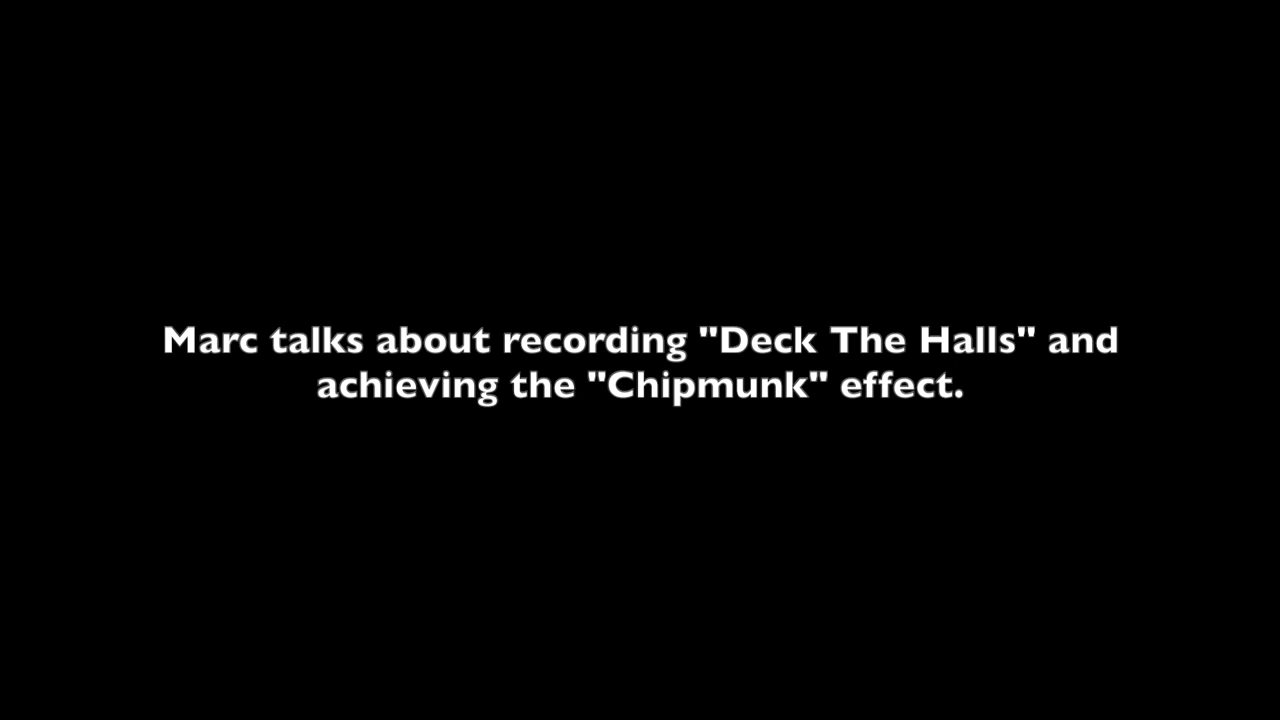 Marc talks about recording "Deck The Halls" and
achieving the "Chipmunk" effect.